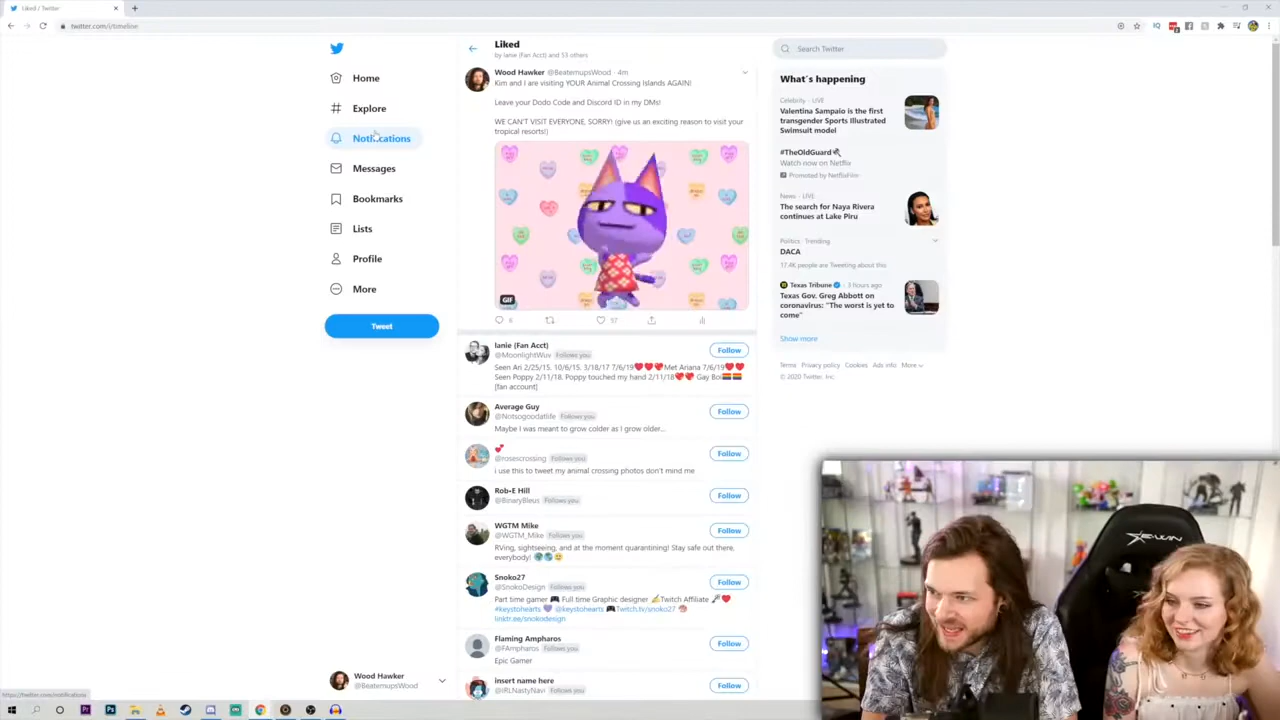 Liked / Twitter
twitter.com/i/timeline
Home
Explore
Notifications
Messages
Bookmarks
Lists
Profile
More
Tweet
Wood Hawker
@BeatemupsWood
https://twitter.com/notifications
Liked
by lanie (Fan Acct) and 53 others
Wood Hawker @BeatemupsWood · 4m
Kim and I are visiting YOUR Animal Crossing Islands AGAIN!
Leave your Dodo Code and Discord ID in my DMs!
WE CAN'T VISIT EVERYONE, SORRY! (give us an exciting reason to visit your
tropical resorts!)
GIF
lanie (Fan Acct)
@MoonlightWuv Follows you
Follow
Seen Ari 2/25/15. 10/6/15. 3/18/17 7/6/19❤️❤️💖Met Ariana 7/6/19❤️❤️
Seen Poppy 2/11/18. Poppy touched my hand 2/11/18💖💖 Gay Boi🏳️‍🌈🏳️‍🌈
[fan account]
Average Guy
@Notsogoodatlife Follows you
Follow
Maybe I was meant to grow colder as I grow older...
💕
@rosescrossing Follows you
Follow
i use this to tweet my animal crossing photos don't mind me
Rob•E Hill
@BinaryBleus Follows you
Follow
WGTM Mike
@WGTM_Mike Follows you
Follow
RVing, sightseeing, and at the moment quarantining! Stay safe out there,
everybody!
Snoko27
@SnokoDesign Follows you
Follow
Part time gamer 🎮 Full time Graphic designer ✍️Twitch Affiliate 🎤❤️
#keystohearts 💜 @keystohearts 🎮Twtch.tv/snoko27
linktr.ee/snokodesign
Flaming Ampharos
@FAmpharos Follows you
Follow
Epic Gamer
insert name here
@IRLNastyNavi Follows you
Follow
Search Twitter
What's happening
Celebrity · LIVE
Valentina Sampaio is the first
transgender Sports Illustrated
Swimsuit model
#TheOldGuard
Watch now on Netflix
Promoted by NetflixFilm
News · LIVE
The search for Naya Rivera
continues at Lake Piru
Politics · Trending
DACA
17.4K people are Tweeting about this
Texas Tribune · 3 hours ago
Texas Gov. Greg Abbott on
coronavirus: "The worst is yet to
come"
Show more
Terms Privacy policy Cookies Ads info More
© 2020 Twitter, Inc.
XEWIN